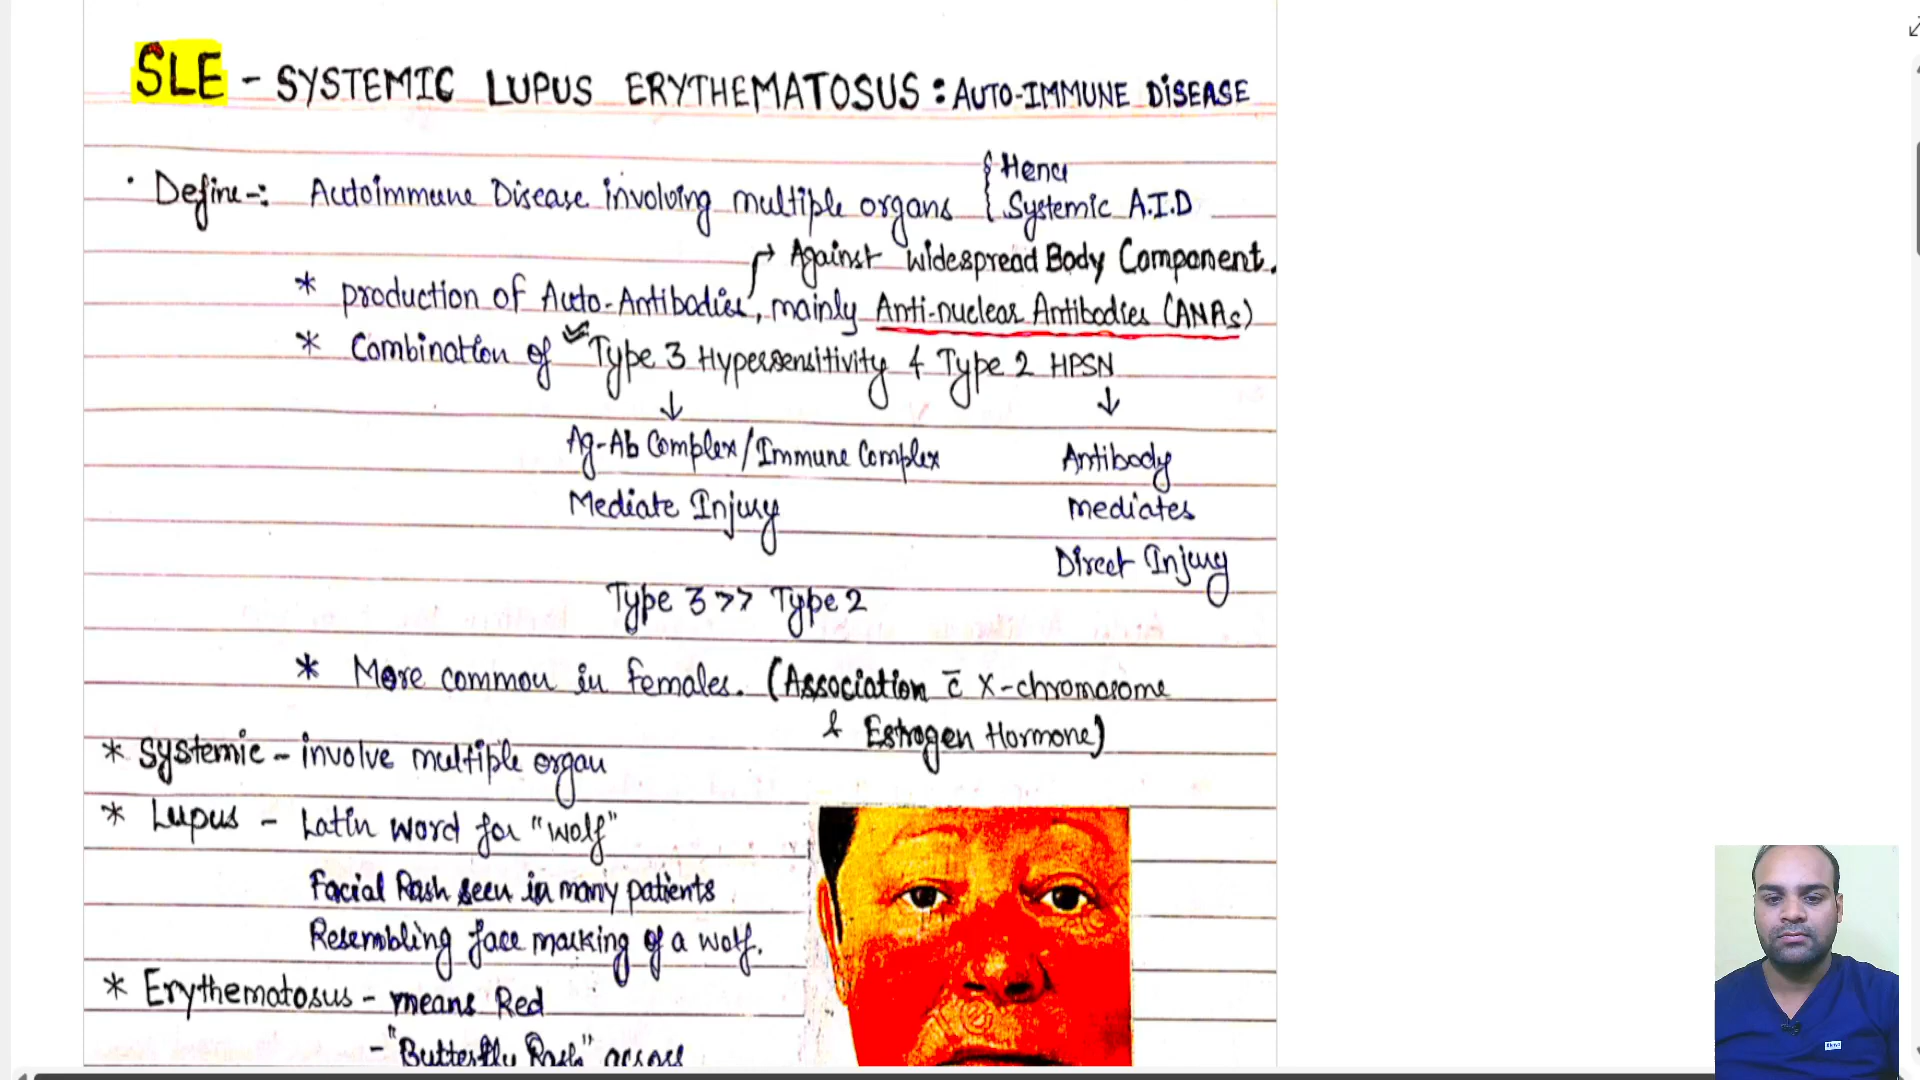 SLE - SYSTEMIC LUPUS ERYTHEMATOSUS : AUTO-IMMUNE DISEASE
• Define-: Autoimmune Disease involving multiple organs { Hence Systemic A.I.D
→ Against widespread Body Component.
* production of Auto-Antibodies, mainly Anti-nuclear Antibodies (ANAs)
* Combination of Type 3 Hypersensitivity & Type 2 HPSN
↓ ↓
Ag-Ab Complex/Immune Complex Antibody
Mediate Injury mediates
Direct Injury
Type 3 >> Type 2
* More common in females. (Association c̄ X-chromosome
& Estrogen Hormone)
* Systemic - involve multiple organ
* Lupus - Latin word for "wolf"
Facial Rash seen in many patients
Resembling face marking of a wolf.
* Erythematosus - means Red
- "Butterfly Rash" across